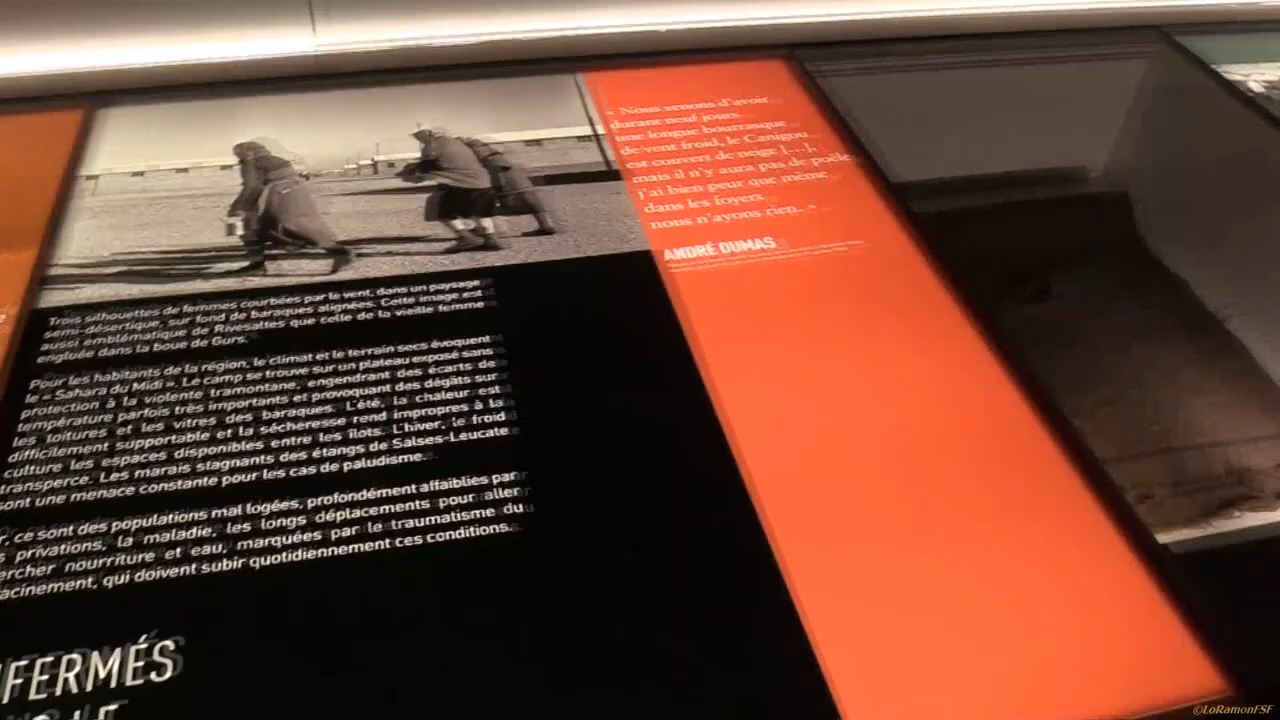 « Nous venons d'avoir
durant neuf jours
une longue bourrasque
de vent froid, le Canigou
est couvert de neige [...],
mais il n'y aura pas de poêle
J'ai bien peur que même
dans les foyers
nous n'ayons rien. »
ANDRÉ DUMAS
Trois silhouettes de femmes courbées par le vent, dans un paysage
semi-désertique, sur fond de baraques alignées. Cette image est
aussi emblématique de Rivesaltes que celle de la vieille femme
engluée dans la boue de Gurs.
Pour les habitants de la région, le climat et le terrain secs évoquent
le « Sahara du Midi ». Le camp se trouve sur un plateau exposé sans
protection à la violente tramontane, engendrant des écarts de
température parfois très importants et provoquant des dégâts sur
les toitures et les vitres des baraques. L'été, la chaleur est
difficilement supportable et la sécheresse rend impropres à la
culture les espaces disponibles entre les îlots. L'hiver, le froid
transperce. Les marais stagnants des étangs de Salses-Leucate
sont une menace constante pour les cas de paludisme.
, ce sont des populations mal logées, profondément affaiblies par
privations, la maladie, les longs déplacements pour aller
ercher nourriture et eau, marquées par le traumatisme du
acinement, qui doivent subir quotidiennement ces conditions.
FERMÉS
©LoRamonFSF